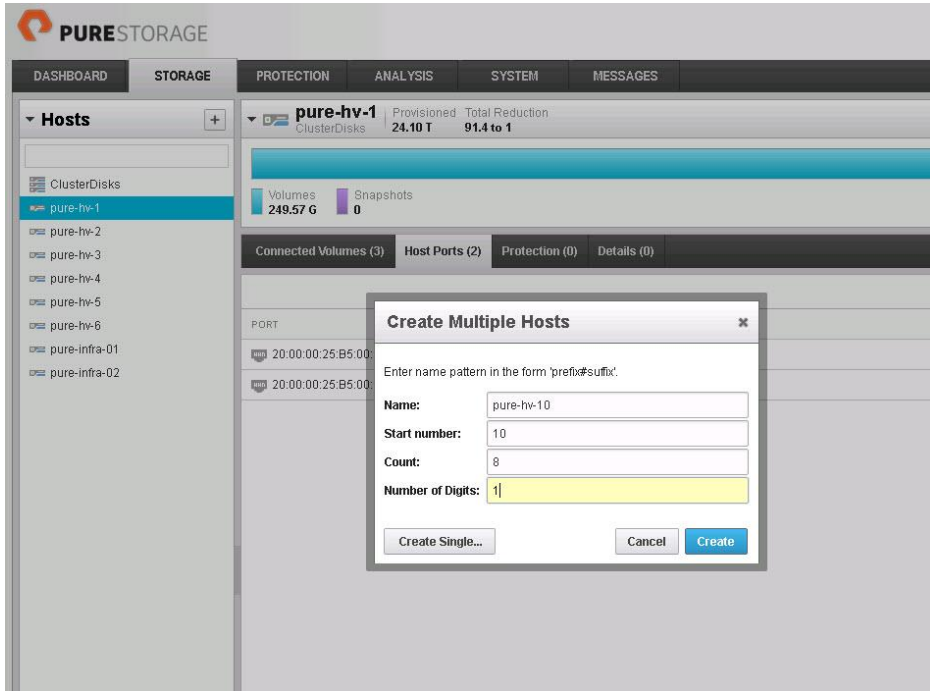 PURESTORAGE
DASHBOARD STORAGE PROTECTION ANALYSIS SYSTEM MESSAGES
Hosts +
pure-hv-1 Provisioned Total Reduction
ClusterDisks 24.10 T 91.4 to 1
ClusterDisks
pure-hv-1
pure-hv-2
pure-hv-3
pure-hv-4
pure-hv-5
pure-hv-6
pure-infra-01
pure-infra-02
Volumes Snapshots
249.57 G 0
Connected Volumes (3) Host Ports (2) Protection (0) Details (0)
PORT
20:00:00:25:B5:00:
20:00:00:25:B5:00:
Create Multiple Hosts
Enter name pattern in the form 'prefix#suffix'.
Name: pure-hv-10
Start number: 10
Count: 8
Number of Digits: 1
Create Single... Cancel Create